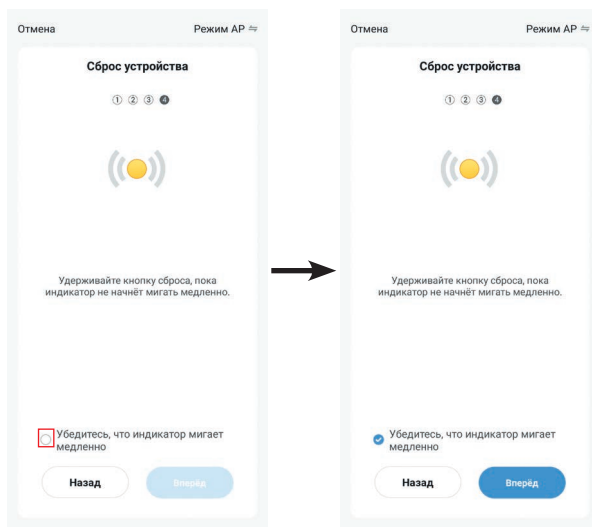 Отмена
Режим AP ⇋
Сброс устройства
① ② ③ ❹
Удерживайте кнопку сброса, пока
индикатор не начнёт мигать медленно.
Убедитесь, что индикатор мигает
медленно
Назад
Вперёд
Отмена
Режим AP ⇋
Сброс устройства
① ② ③ ❹
Удерживайте кнопку сброса, пока
индикатор не начнёт мигать медленно.
Убедитесь, что индикатор мигает
медленно
Назад
Вперёд